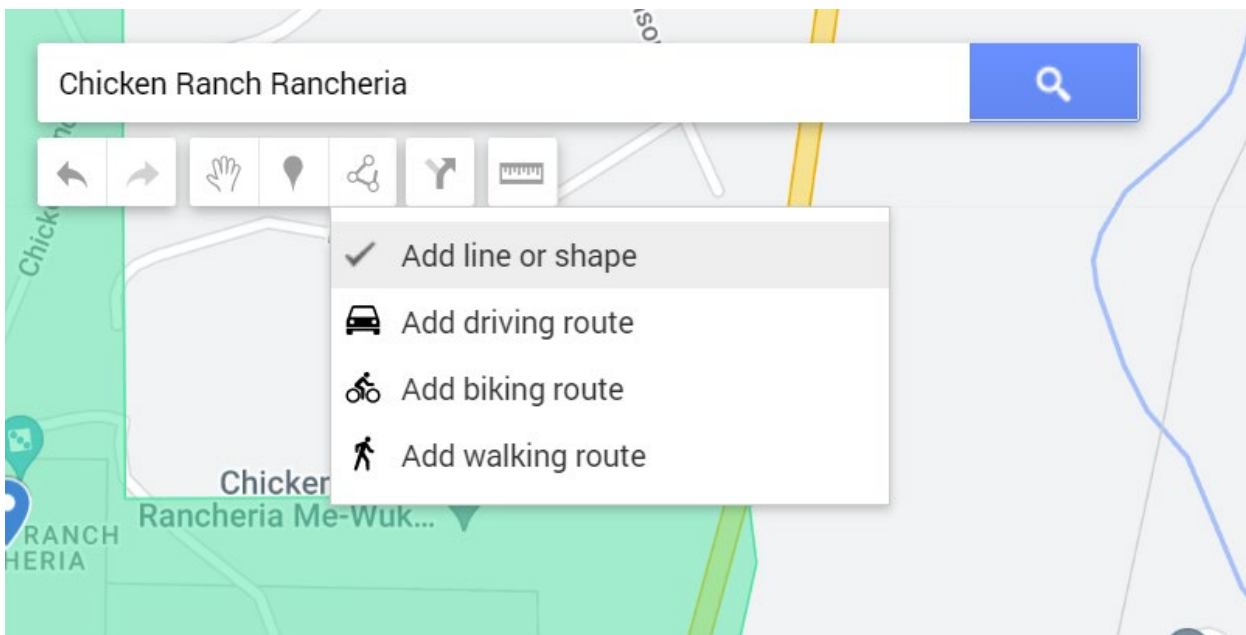 Chicken Ranch Rancheria
Add line or shape
Add driving route
Add biking route
Add walking route
Chicken
Rancheria Me-Wuk...
RANCH
HERIA